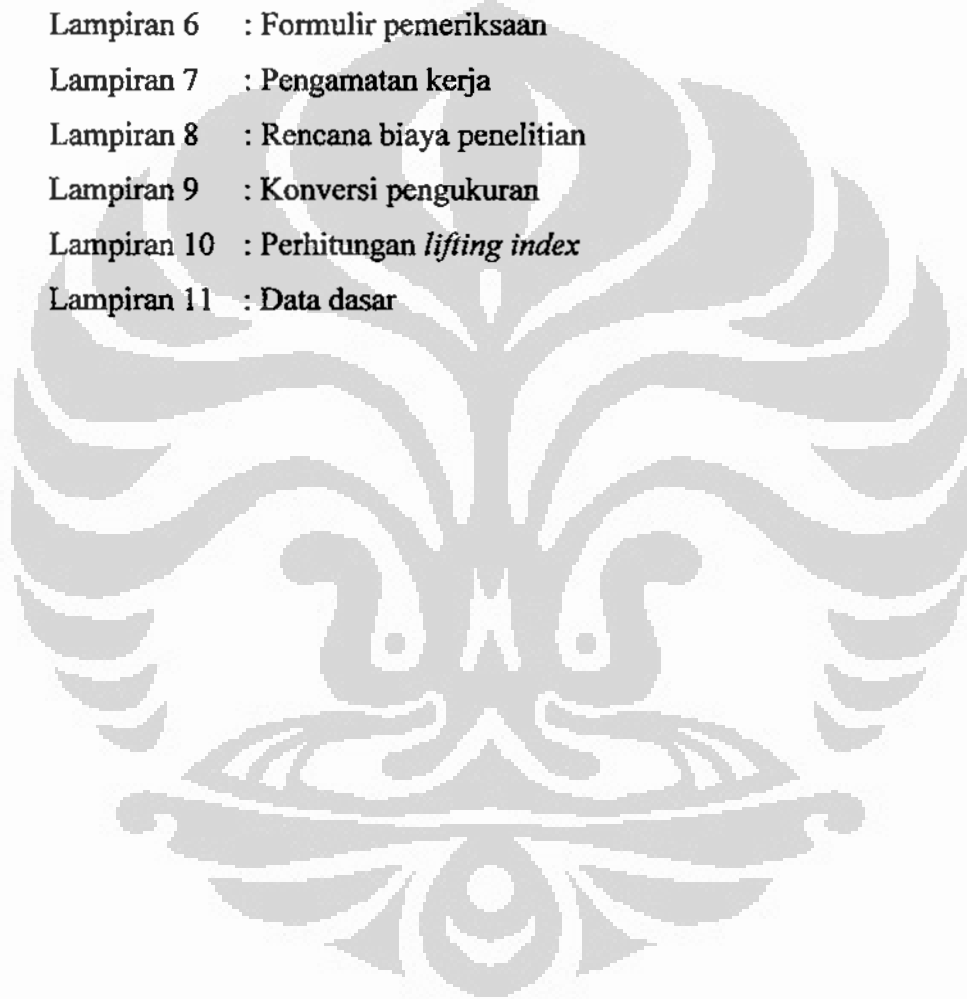 Lampiran 6 : Formulir pemeriksaan
Lampiran 7 : Pengamatan kerja
Lampiran 8 : Rencana biaya penelitian
Lampiran 9 : Konversi pengukuran
Lampiran 10 : Perhitungan lifting index
Lampiran 11 : Data dasar